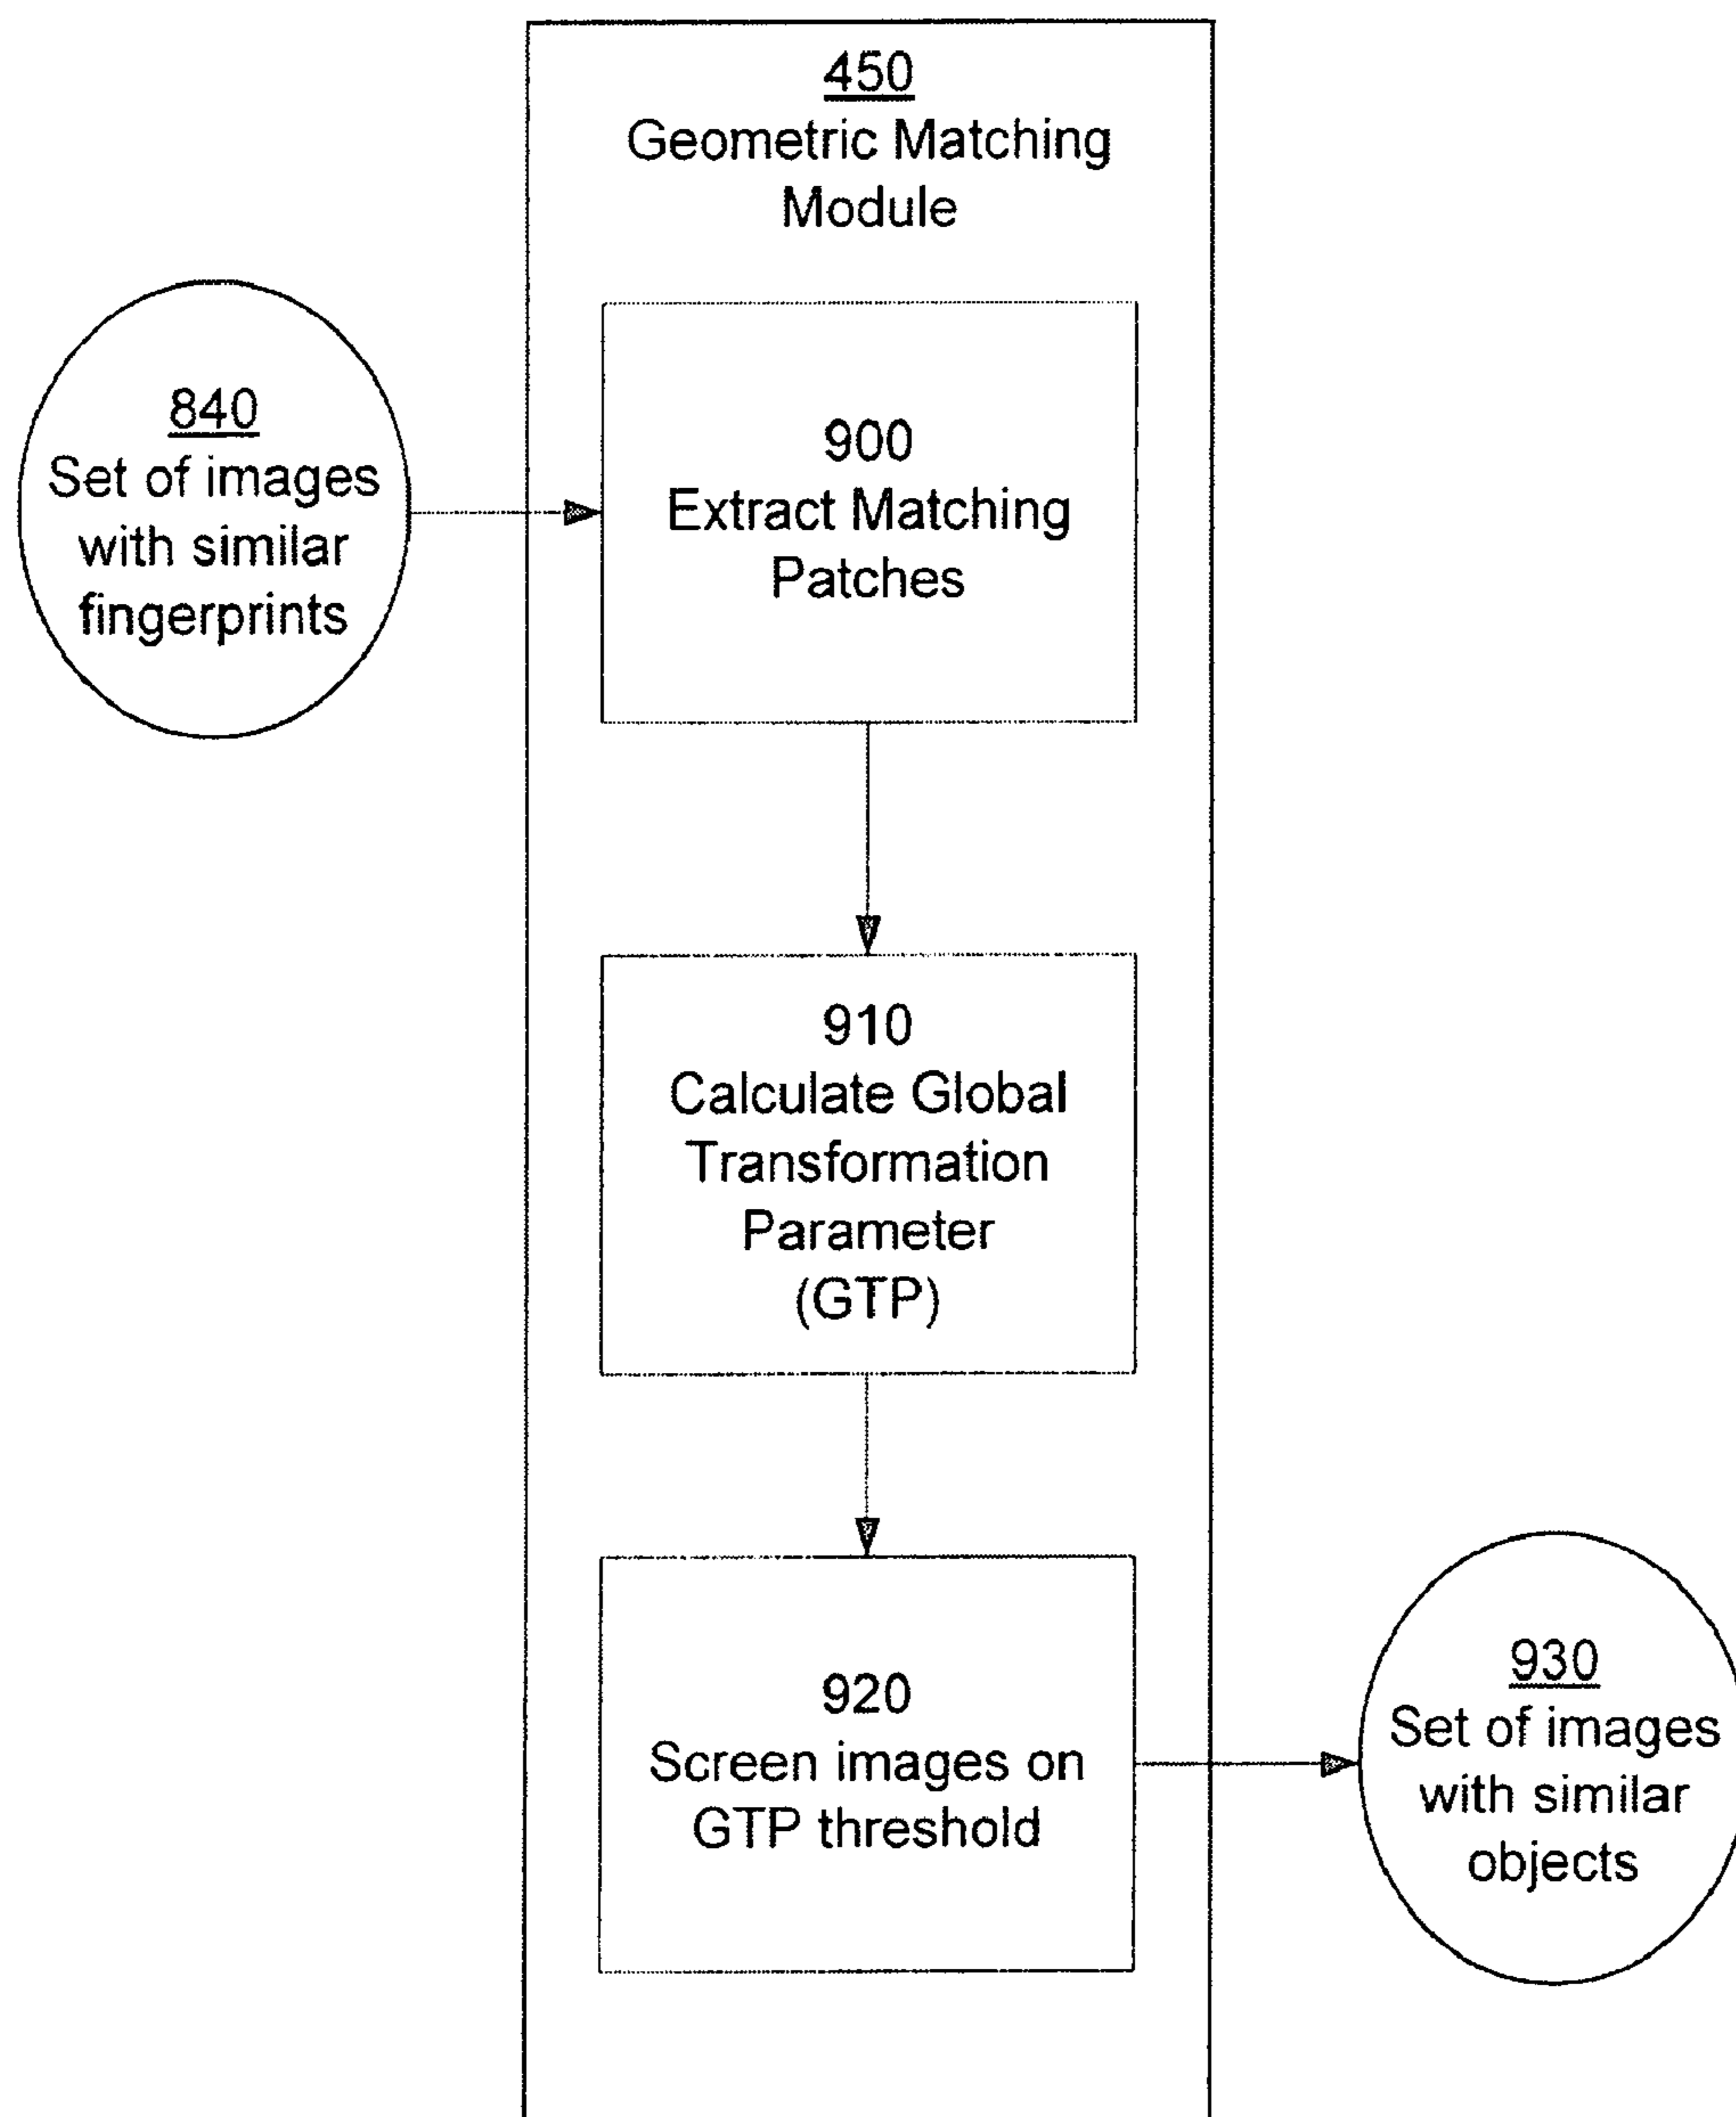 450
Geometric Matching
Module
840
Set of images
with similar
fingerprints
900
Extract Matching
Patches
910
Calculate Global
Transformation
Parameter
(GTP)
920
Screen images on
GTP threshold
930
Set of images
with similar
objects